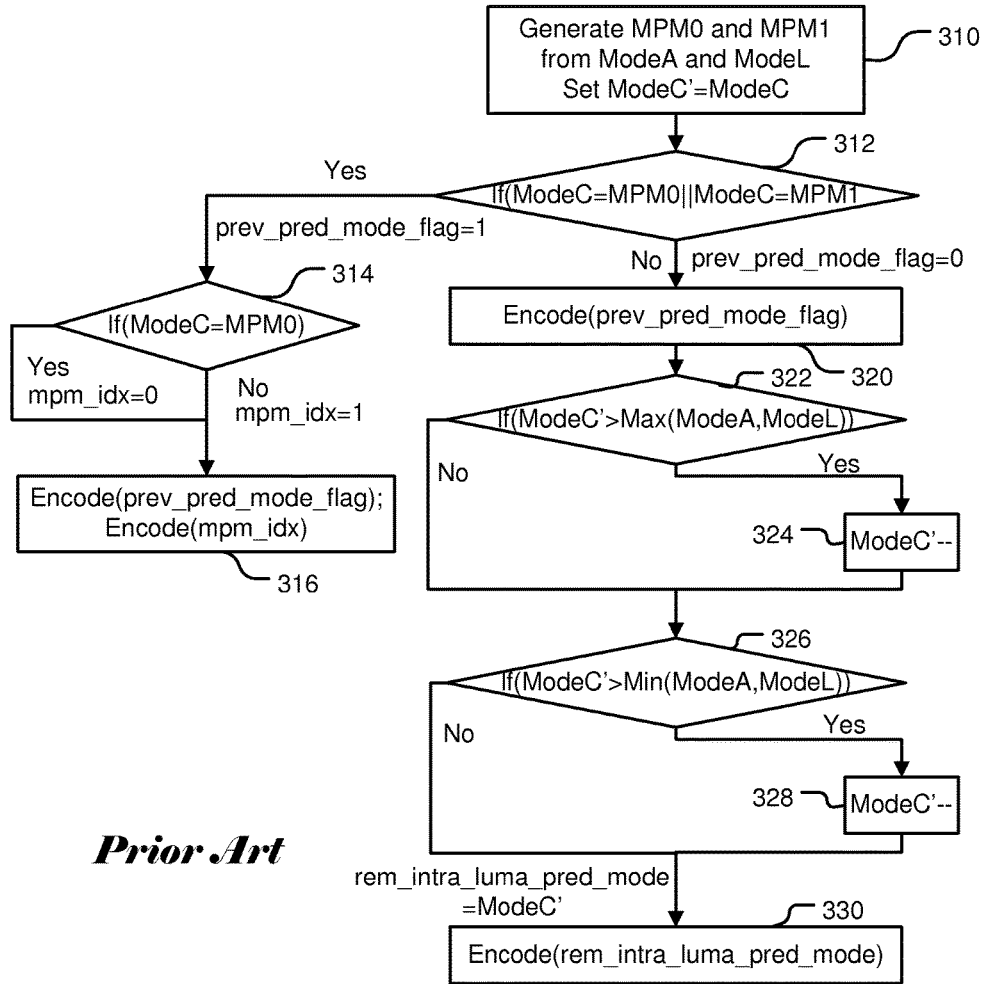 Generate MPM0 and MPM1
from ModeA and ModeL
Set ModeC'=ModeC
310
312
If(ModeC=MPM0||ModeC=MPM1
Yes
prev_pred_mode_flag=1
No
prev_pred_mode_flag=0
314
If(ModeC=MPM0)
Yes
mpm_idx=0
No
mpm_idx=1
Encode(prev_pred_mode_flag);
Encode(mpm_idx)
316
Encode(prev_pred_mode_flag)
320
322
If(ModeC'>Max(ModeA,ModeL))
No
Yes
324
ModeC'--
326
If(ModeC'>Min(ModeA,ModeL))
No
Yes
328
ModeC'--
Prior Art
rem_intra_luma_pred_mode
=ModeC'
330
Encode(rem_intra_luma_pred_mode)